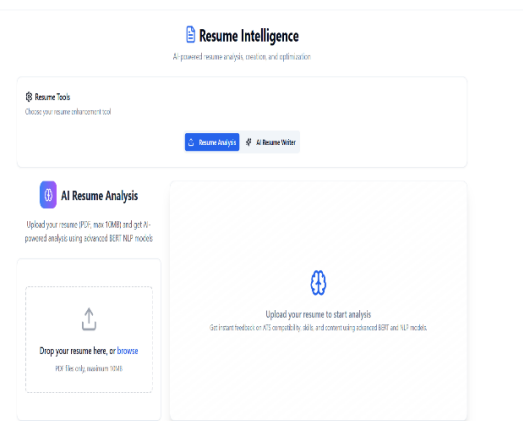 Resume Intelligence
AI-powered resume analysis, creation, and optimization
Resume Tools
Choose your resume enhancement tool
Resume Analysis
AI Resume Writer
AI Resume Analysis
Upload your resume (PDF, max 10MB) and get AI-
powered analysis using advanced BERT NLP models
Drop your resume here, or browse
PDF files only, maximum 10MB
Upload your resume to start analysis
Get instant feedback on ATS compatibility, skills, and content using advanced BERT and NLP models.